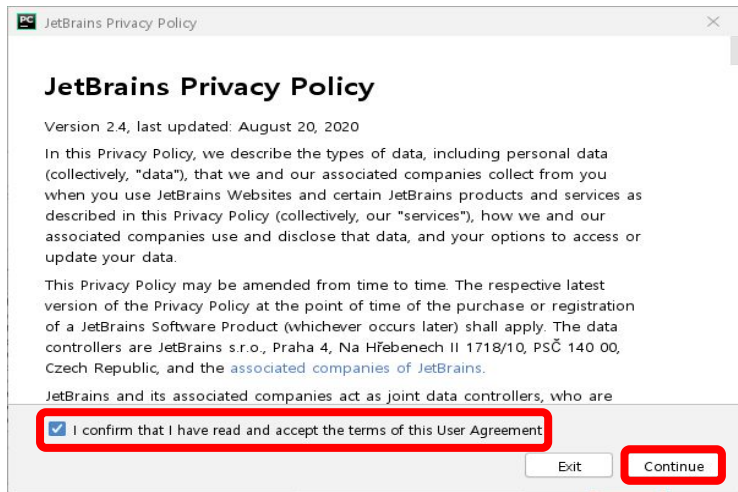 PC JetBrains Privacy Policy
JetBrains Privacy Policy
Version 2.4, last updated: August 20, 2020
In this Privacy Policy, we describe the types of data, including personal data
(collectively, "data"), that we and our associated companies collect from you
when you use JetBrains Websites and certain JetBrains products and services as
described in this Privacy Policy (collectively, our "services"), how we and our
associated companies use and disclose that data, and your options to access or
update your data.
This Privacy Policy may be amended from time to time. The respective latest
version of the Privacy Policy at the point of time of the purchase or registration
of a JetBrains Software Product (whichever occurs later) shall apply. The data
controllers are JetBrains s.r.o., Praha 4, Na Hřebenech II 1718/10, PSČ 140 00,
Czech Republic, and the associated companies of JetBrains.
JetBrains and its associated companies act as joint data controllers, who are
I confirm that I have read and accept the terms of this User Agreement
Exit Continue